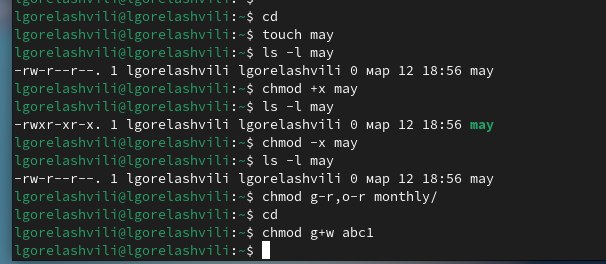 lgorelashvili@lgorelashvili:~$ cd
lgorelashvili@lgorelashvili:~$ touch may
lgorelashvili@lgorelashvili:~$ ls -l may
-rw-r--r--. 1 lgorelashvili lgorelashvili 0 мар 12 18:56 may
lgorelashvili@lgorelashvili:~$ chmod +x may
lgorelashvili@lgorelashvili:~$ ls -l may
-rwxr-xr-x. 1 lgorelashvili lgorelashvili 0 мар 12 18:56 may
lgorelashvili@lgorelashvili:~$ chmod -x may
lgorelashvili@lgorelashvili:~$ ls -l may
-rw-r--r--. 1 lgorelashvili lgorelashvili 0 мар 12 18:56 may
lgorelashvili@lgorelashvili:~$ chmod g-r,o-r monthly/
lgorelashvili@lgorelashvili:~$ cd
lgorelashvili@lgorelashvili:~$ chmod g+w abc1
lgorelashvili@lgorelashvili:~$